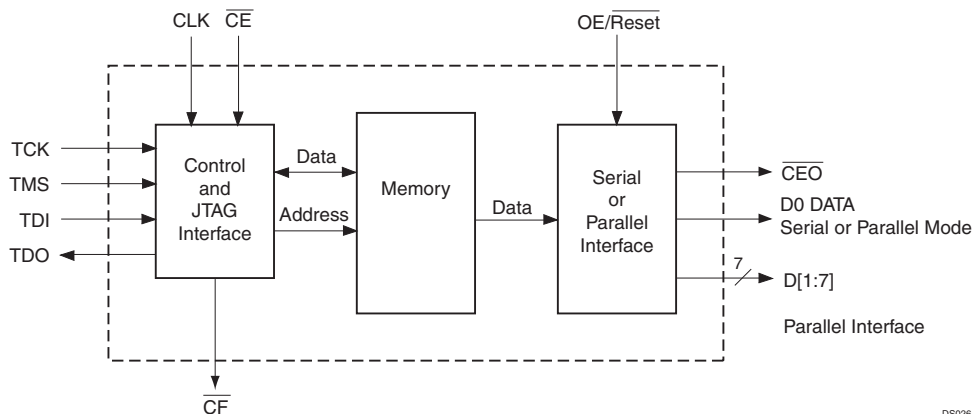 CLK CE OE/Reset
TCK
TMS
TDI
TDO
Control
and
JTAG
Interface
Data
Address
Memory
Data
Serial
or
Parallel
Interface
CEO
D0 DATA
Serial or Parallel Mode
7
D[1:7]
Parallel Interface
CF
DS026